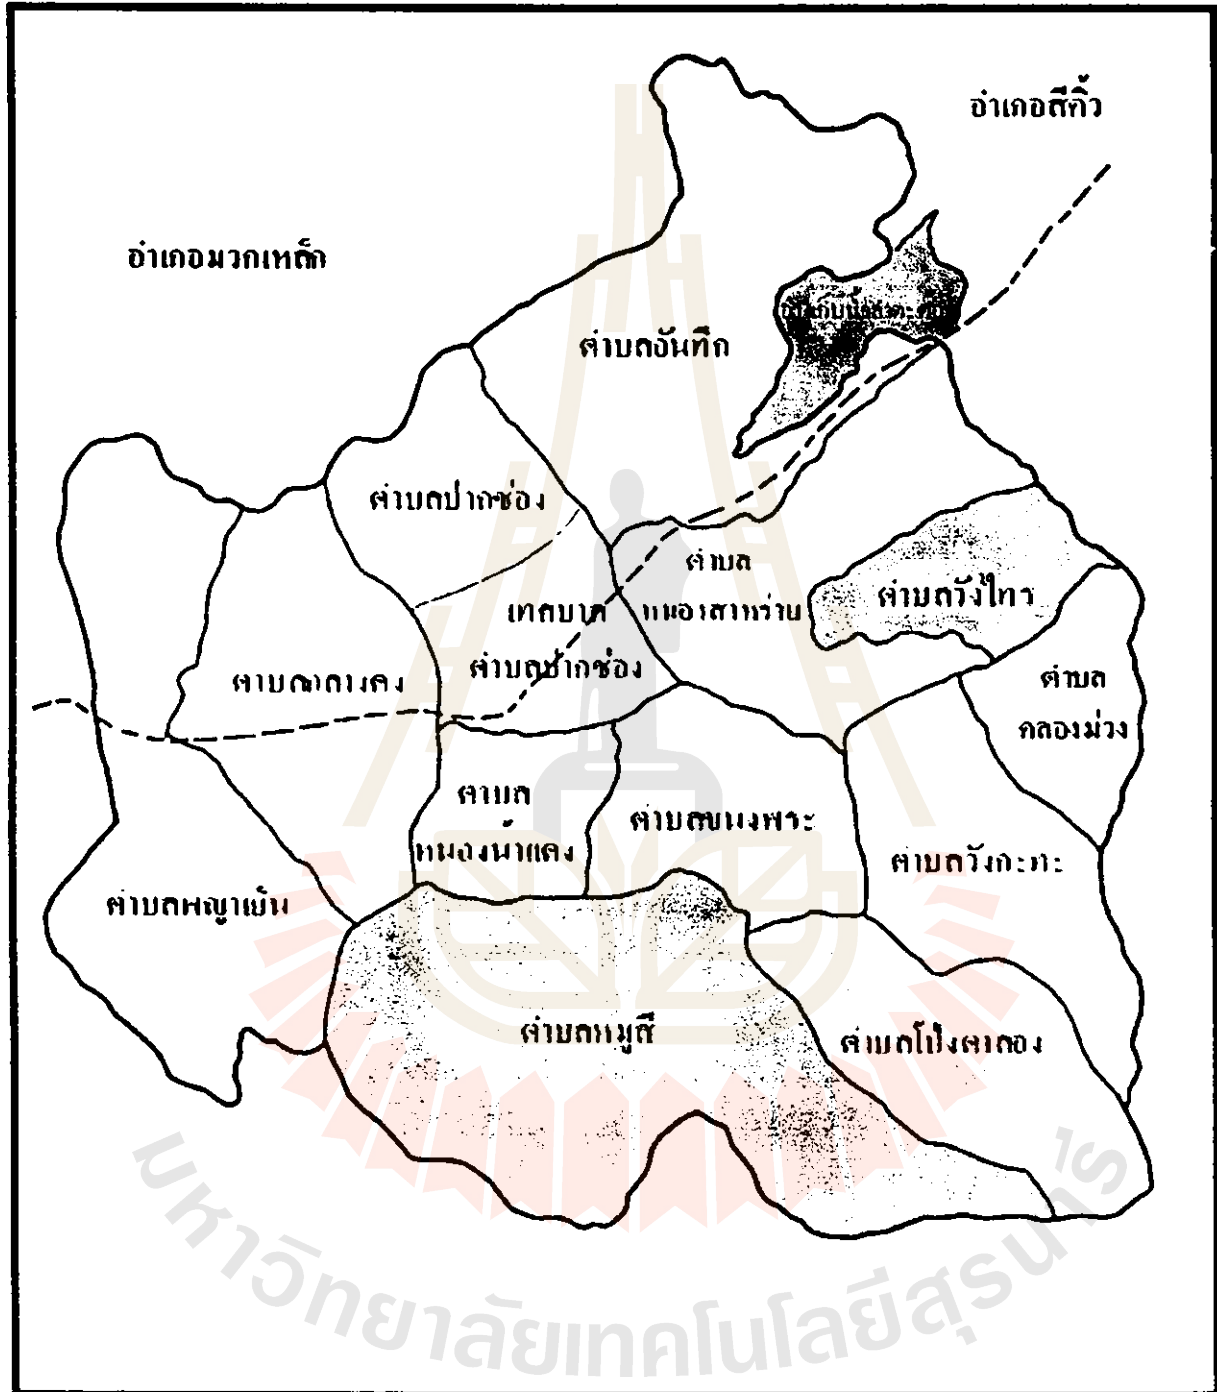 อำเภอสีคิ้ว
อำเภอมวกเหล็ก
ตำบลจันทึก
ตำบลปากช่อง
ตำบล
หนองสาหร่าย
ตำบลวังไทร
เทศบาล
ตำบลปากช่อง
ตำบลกลางดง
ตำบล
คลองม่วง
ตำบล
หนองน้ำแดง
ตำบลขนงพระ
ตำบลวังกะทะ
ตำบลพญาเย็น
ตำบลหมูสี
ตำบลโป่งตาลอง
มหาวิทยาลัยเทคโนโลยีสุรนารี